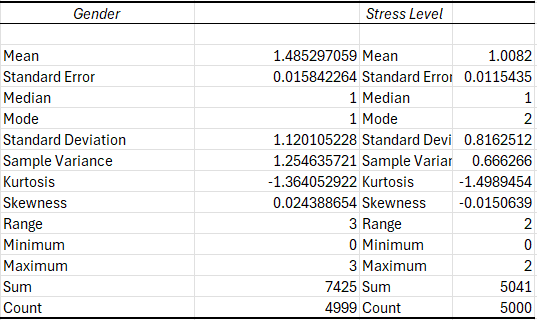 Gender Stress Level
Mean 1.485297059 Mean 1.0082
Standard Error 0.015842264 Standard Error 0.0115435
Median 1 Median 1
Mode 1 Mode 2
Standard Deviation 1.120105228 Standard Devi 0.8162512
Sample Variance 1.254635721 Sample Variar 0.666266
Kurtosis -1.364052922 Kurtosis -1.4989454
Skewness 0.024388654 Skewness -0.0150639
Range 3 Range 2
Minimum 0 Minimum 0
Maximum 3 Maximum 2
Sum 7425 Sum 5041
Count 4999 Count 5000